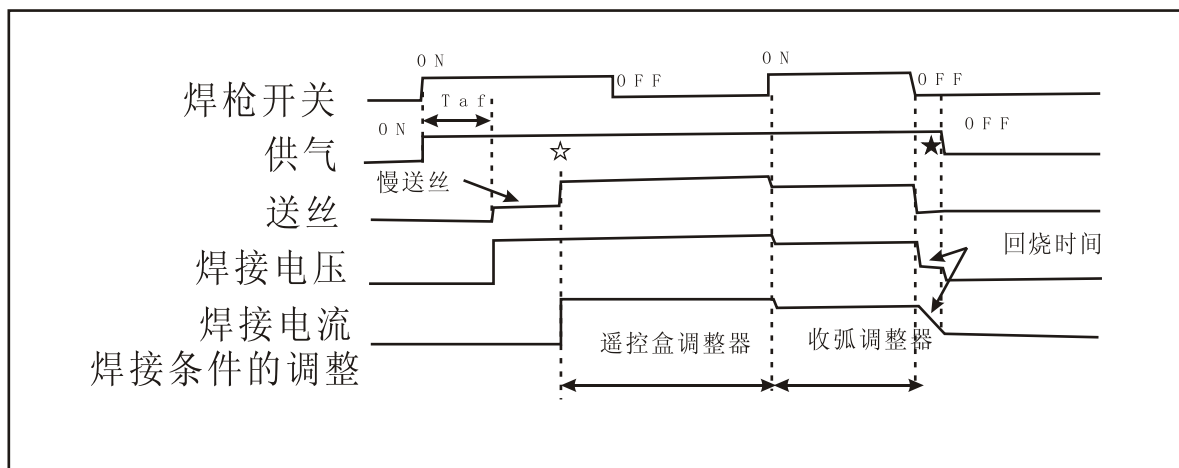 ON
ON
焊枪开关
OFF
OFF
Taf
ON
OFF
供气
☆
★
慢送丝
送丝
回烧时间
焊接电压
焊接电流
遥控盒调整器
收弧调整器
焊接条件的调整